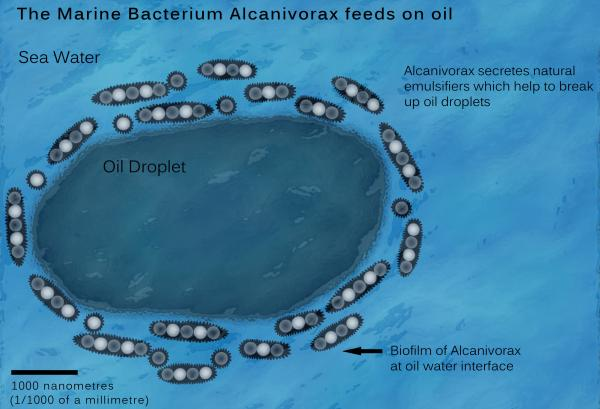 The Marine Bacterium Alcanivorax feeds on oil
Sea Water
Alcanivorax secretes natural
emulsifiers which help to break
up oil droplets
Oil Droplet
Biofilm of Alcanivorax
at oil water interface
1000 nanometres
(1/1000 of a millimetre)